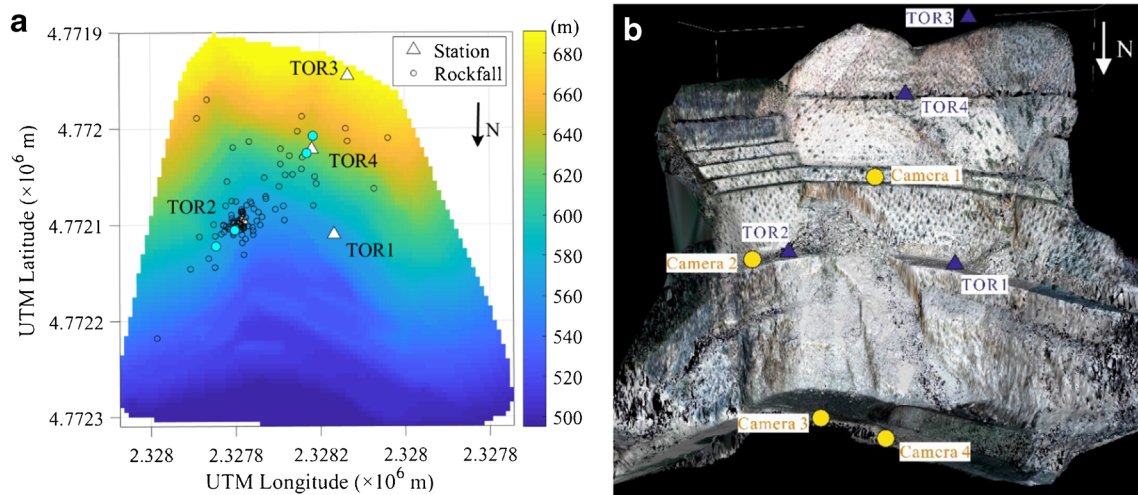 a
(m)
4.7719
4.772
4.7721
4.7722
4.7723
UTM Latitude (×10⁶ m)
2.328
2.3278
2.3282
2.3278
UTM Longitude (×10⁶ m)
Station
Rockfall
TOR3
TOR4
TOR2
TOR1
N
680
660
640
620
600
580
560
540
520
500
b
TOR3
N
TOR4
Camera 1
TOR2
Camera 2
TOR1
Camera 3
Camera 4